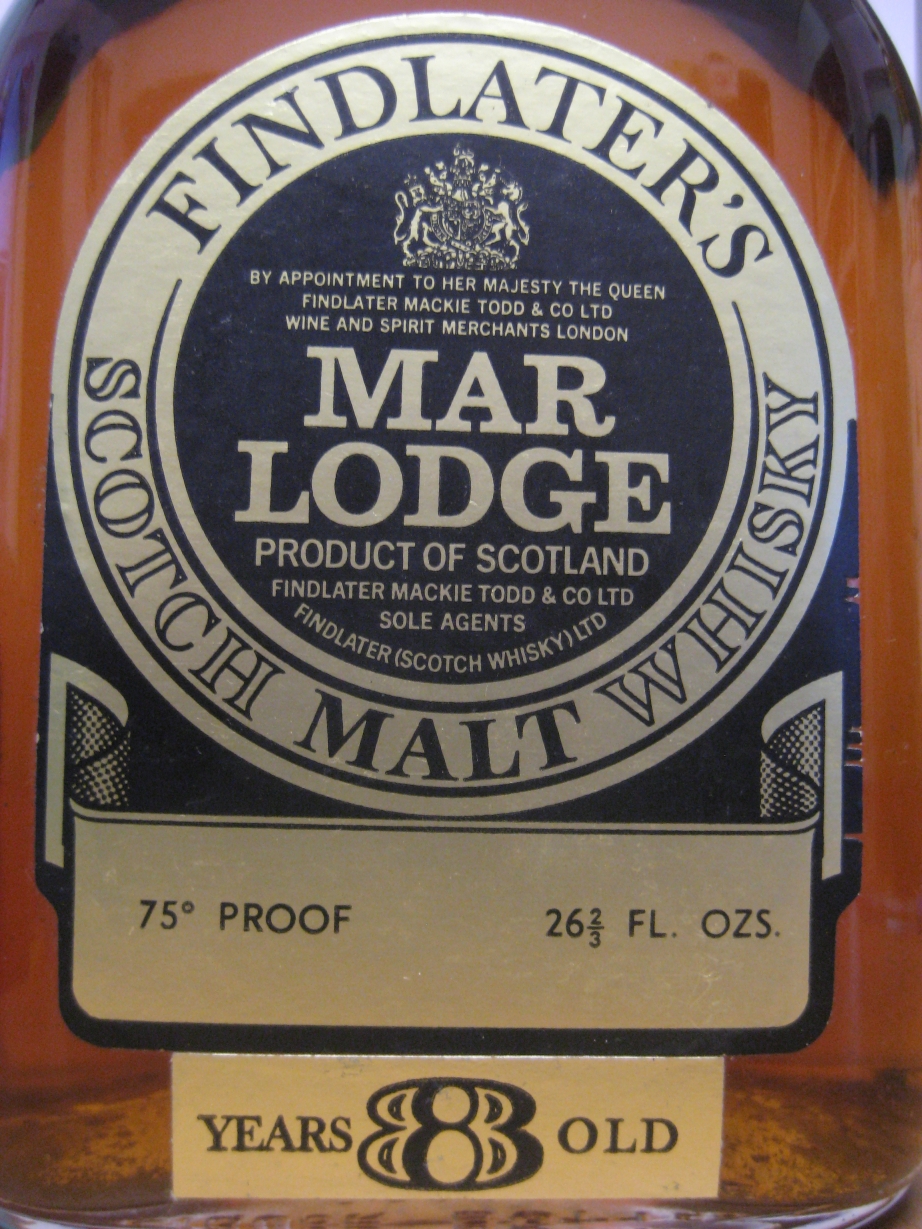 FINDLATER'S
BY APPOINTMENT TO HER MAJESTY THE QUEEN
FINDLATER MACKIE TODD & CO LTD
WINE AND SPIRIT MERCHANTS LONDON
MAR
LODGE
PRODUCT OF SCOTLAND
FINDLATER MACKIE TODD & CO LTD
SOLE AGENTS
FINDLATER (SCOTCH WHISKY) LTD
SCOTCH MALT WHISKY
75° PROOF 26⅔ FL. OZS.
YEARS 8 OLD